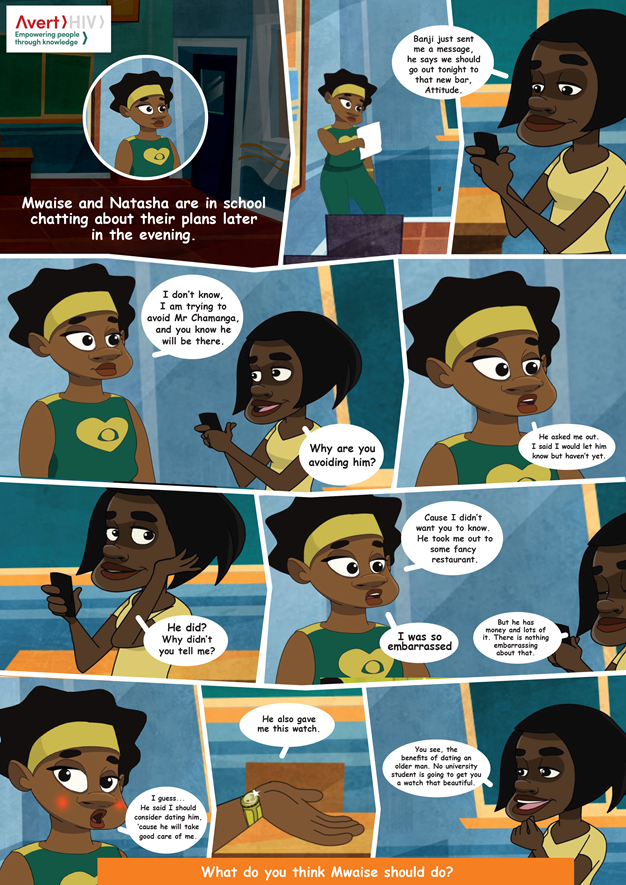 Avert HIV
Empowering people
through knowledge
Mwaise and Natasha are in school
chatting about their plans later
in the evening.
Banji just sent
me a message,
he says we should
go out tonight to
that new bar,
Attitude.
I don't know,
I am trying to
avoid Mr Chamanga,
and you know he
will be there.
Why are you
avoiding him?
He asked me out.
I said I would let him
know but haven't yet.
He did?
Why didn't
you tell me?
Cause I didn't
want you to know.
He took me out to
some fancy
restaurant.
I was so
embarrassed
But he has
money and lots of
it. There is nothing
embarrassing
about that.
I guess...
He said I should
consider dating him,
'cause he will take
good care of me.
He also gave
me this watch.
You see, the
benefits of dating an
older man. No university
student is going to get you
a watch that beautiful.
What do you think Mwaise should do?